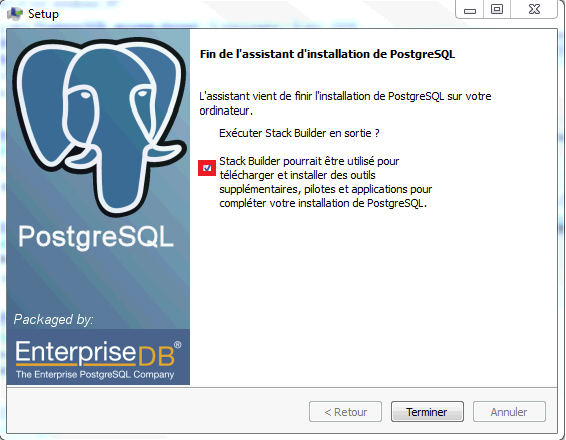 Setup
Fin de l'assistant d'installation de PostgreSQL
L'assistant vient de finir l'installation de PostgreSQL sur votre
ordinateur.
Exécuter Stack Builder en sortie ?
Stack Builder pourrait être utilisé pour
télécharger et installer des outils
supplémentaires, pilotes et applications pour
compléter votre installation de PostgreSQL.
PostgreSQL
Packaged by:
EnterpriseDB®
The Enterprise PostgreSQL Company
< Retour
Terminer
Annuler